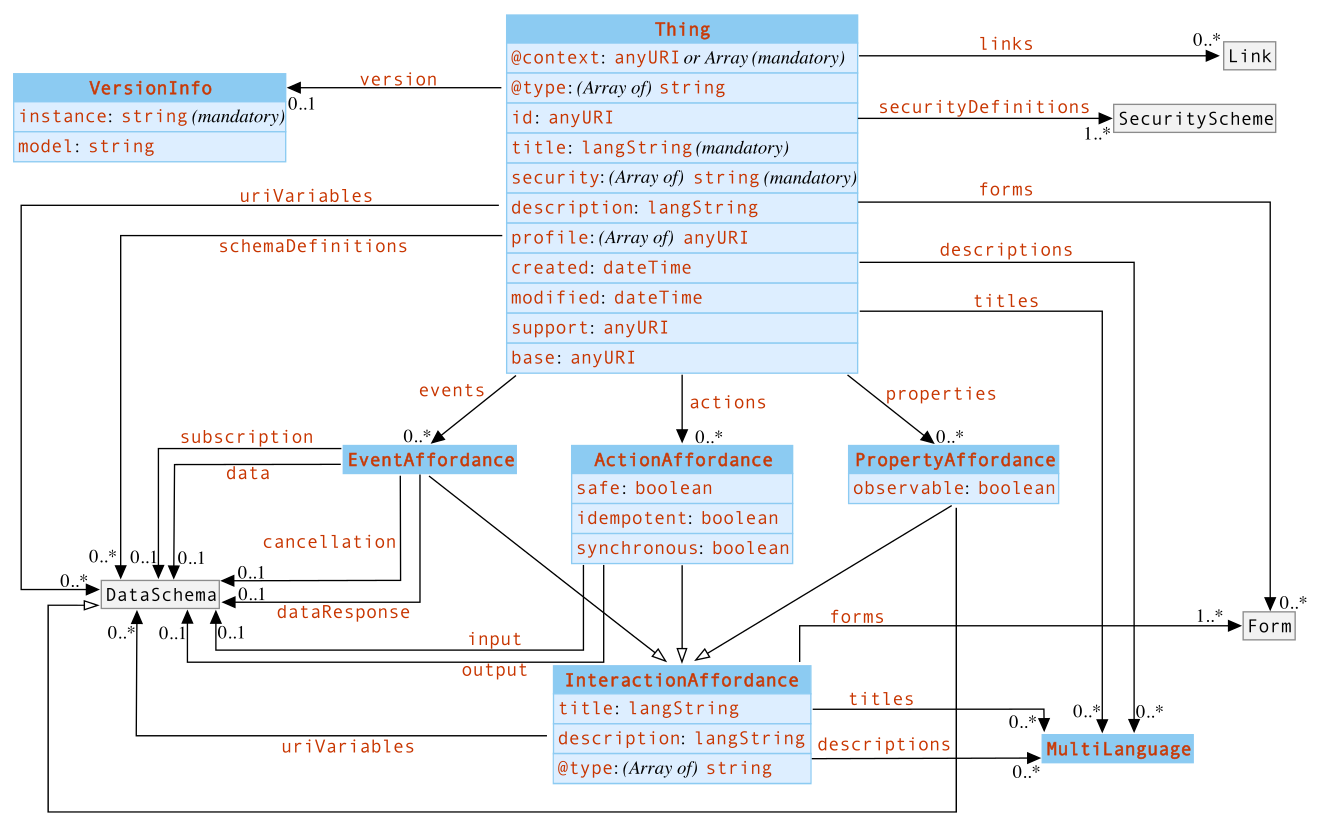 Thing
@context: anyURI or Array (mandatory)
@type: (Array of) string
id: anyURI
title: langString (mandatory)
security: (Array of) string (mandatory)
description: langString
profile: (Array of) anyURI
created: dateTime
modified: dateTime
support: anyURI
base: anyURI
links
0..*
Link
version
0..1
VersionInfo
instance: string (mandatory)
model: string
securityDefinitions
1..*
SecurityScheme
uriVariables
schemaDefinitions
forms
descriptions
titles
events
0..*
actions
0..*
properties
0..*
subscription
data
EventAffordance
ActionAffordance
safe: boolean
idempotent: boolean
synchronous: boolean
PropertyAffordance
observable: boolean
cancellation
0..*
0..1
0..1
0..1
0..*
0..1
DataSchema
dataResponse
0..*
0..1
0..1
input
output
forms
1..*
0..*
Form
InteractionAffordance
title: langString
description: langString
@type: (Array of) string
uriVariables
titles
0..*
0..*
0..*
descriptions
0..*
MultiLanguage